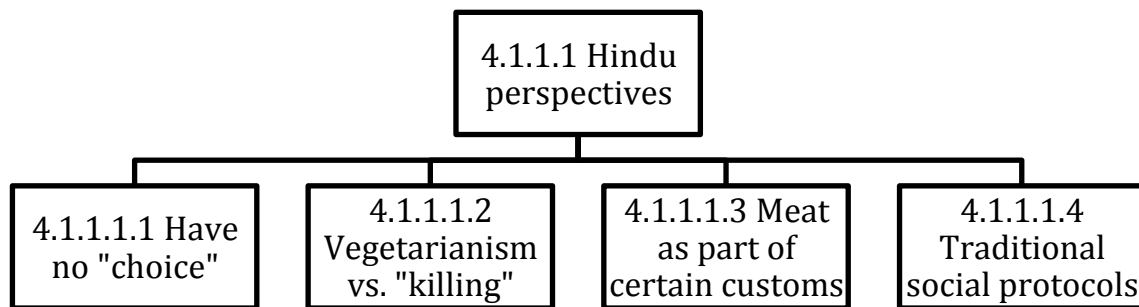 4.1.1.1 Hindu
perspectives
4.1.1.1.1 Have
no "choice"
4.1.1.1.2
Vegetarianism
vs. "killing"
4.1.1.1.3 Meat
as part of
certain customs
4.1.1.1.4
Traditional
social protocols